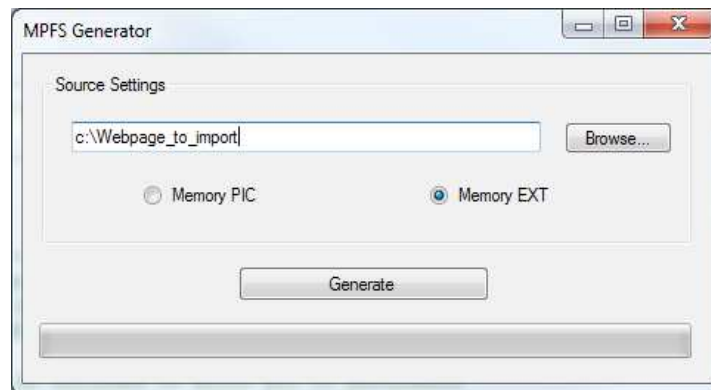 MPFS Generator
Source Settings
c:\Webpage_to_import
Browse...
Memory PIC
Memory EXT
Generate